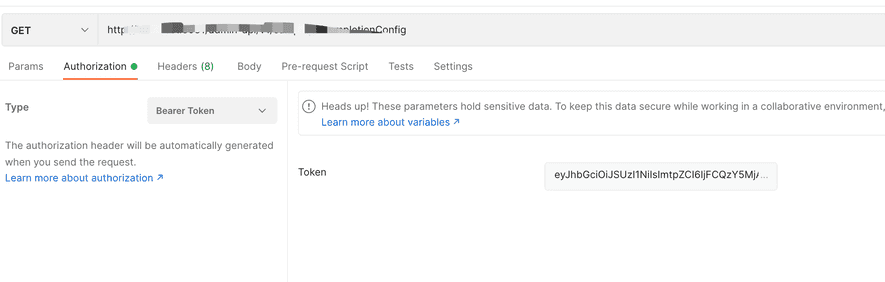 GET
http
pletionConfig
Params Authorization Headers (8) Body Pre-request Script Tests Settings
Type
Bearer Token
The authorization header will be automatically generated
when you send the request.
Learn more about authorization ↗
Heads up! These parameters hold sensitive data. To keep this data secure while working in a collaborative environment,
Learn more about variables ↗
Token
eyJhbGciOiJSUzI1NiIsImtpZCI6IjFCQzY5Mj...